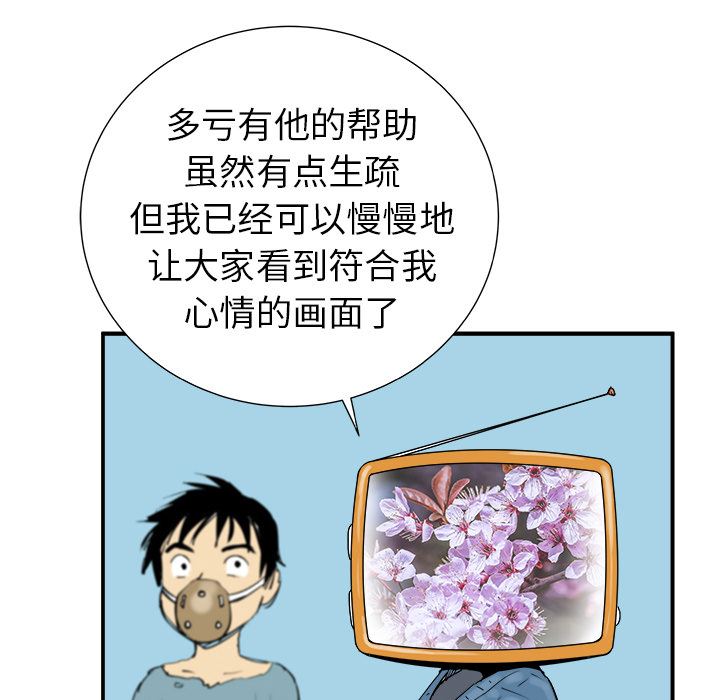 多亏有他的帮助
虽然有点生疏
但我已经可以慢慢地
让大家看到符合我
心情的画面了